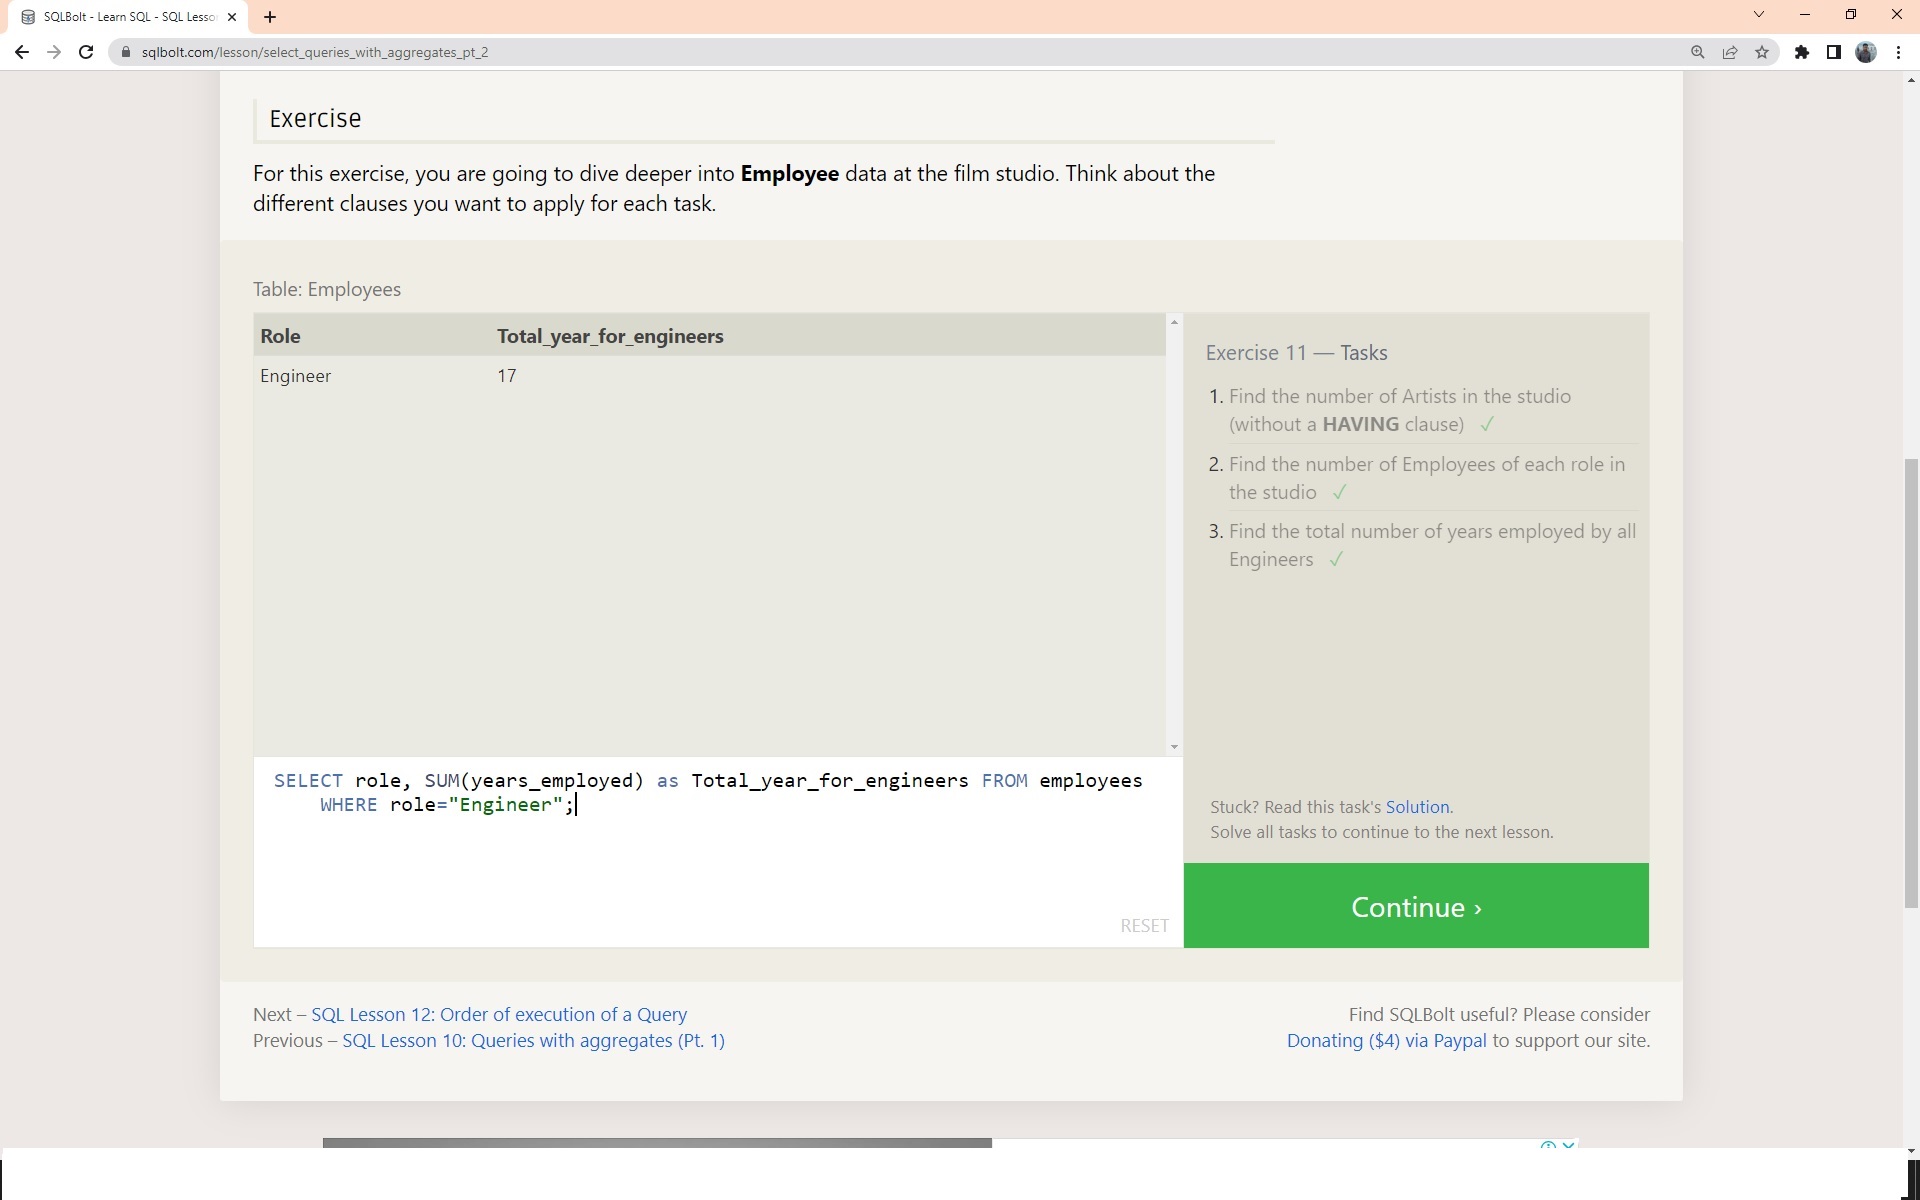 SQLBolt - Learn SQL - SQL Lesso
sqlbolt.com/lesson/select_queries_with_aggregates_pt_2
Exercise
For this exercise, you are going to dive deeper into Employee data at the film studio. Think about the
different clauses you want to apply for each task.
Table: Employees
Role Total_year_for_engineers
Engineer 17
SELECT role, SUM(years_employed) as Total_year_for_engineers FROM employees
WHERE role="Engineer";
RESET
Exercise 11 — Tasks
1. Find the number of Artists in the studio
(without a HAVING clause) ✓
2. Find the number of Employees of each role in
the studio ✓
3. Find the total number of years employed by all
Engineers ✓
Stuck? Read this task's Solution.
Solve all tasks to continue to the next lesson.
Continue ›
Next – SQL Lesson 12: Order of execution of a Query
Previous – SQL Lesson 10: Queries with aggregates (Pt. 1)
Find SQLBolt useful? Please consider
Donating ($4) via Paypal to support our site.